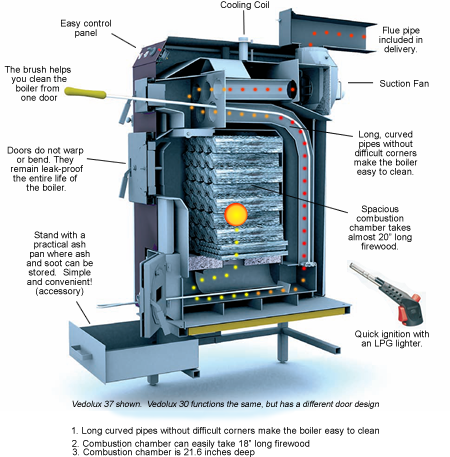 Cooling Coil
Easy control
panel
Flue pipe
included in
delivery.
The brush helps
you clean the
boiler from
one door
Suction Fan
Doors do not warp
or bend. They
remain leak-proof
the entire life of
the boiler.
Long, curved
pipes without
difficult corners
make the boiler
easy to clean.
Spacious
combustion
chamber takes
almost 20" long
firewood.
Stand with a
practical ash
pan where ash
and soot can be
stored. Simple
and convenient!
(accessory)
Quick ignition with
an LPG lighter.
Vedolux 37 shown. Vedolux 30 functions the same, but has a different door design
1. Long curved pipes without difficult corners make the boiler easy to clean
2. Combustion chamber can easily take 18" long firewood
3. Combustion chamber is 21.6 inches deep